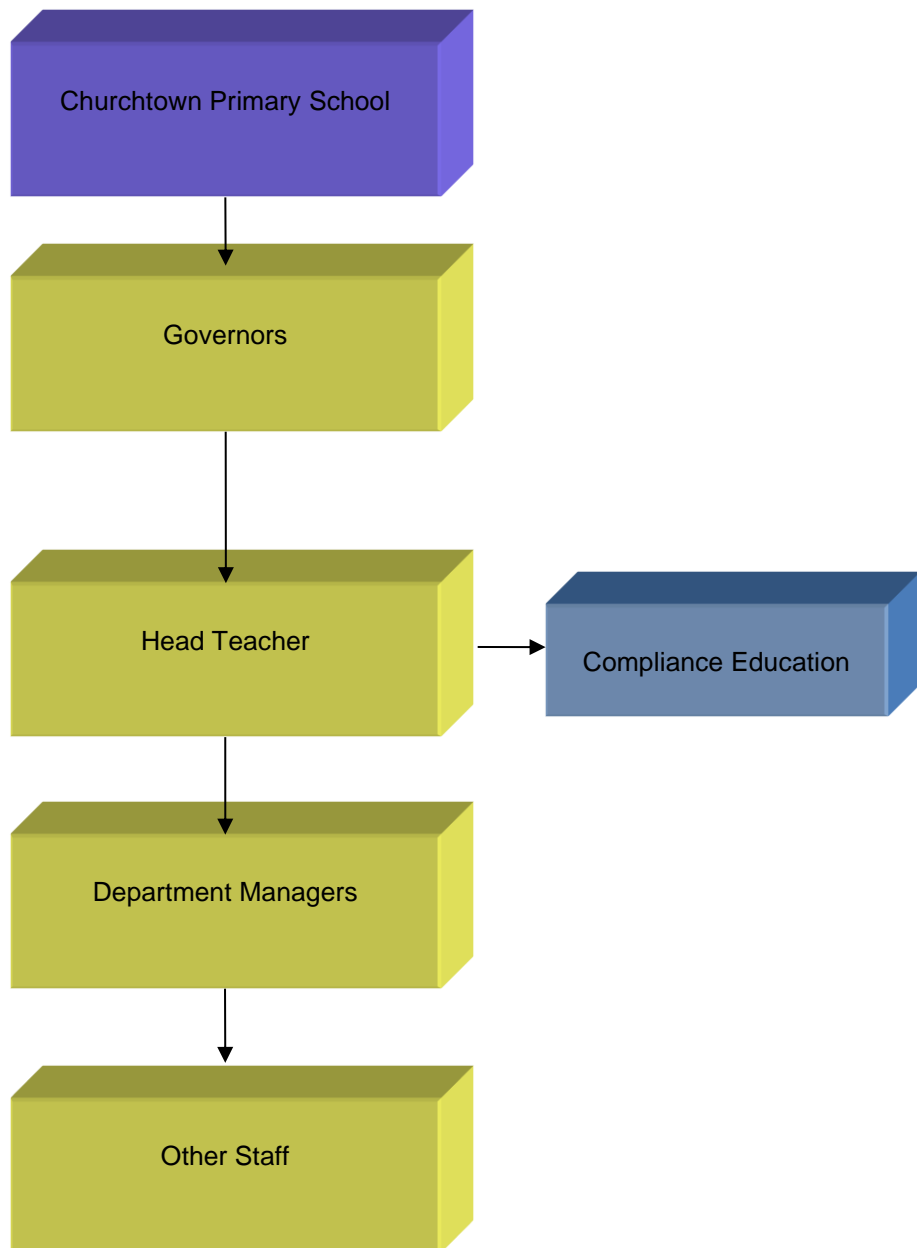 Churchtown Primary School
Governors
Head Teacher
Compliance Education
Department Managers
Other Staff